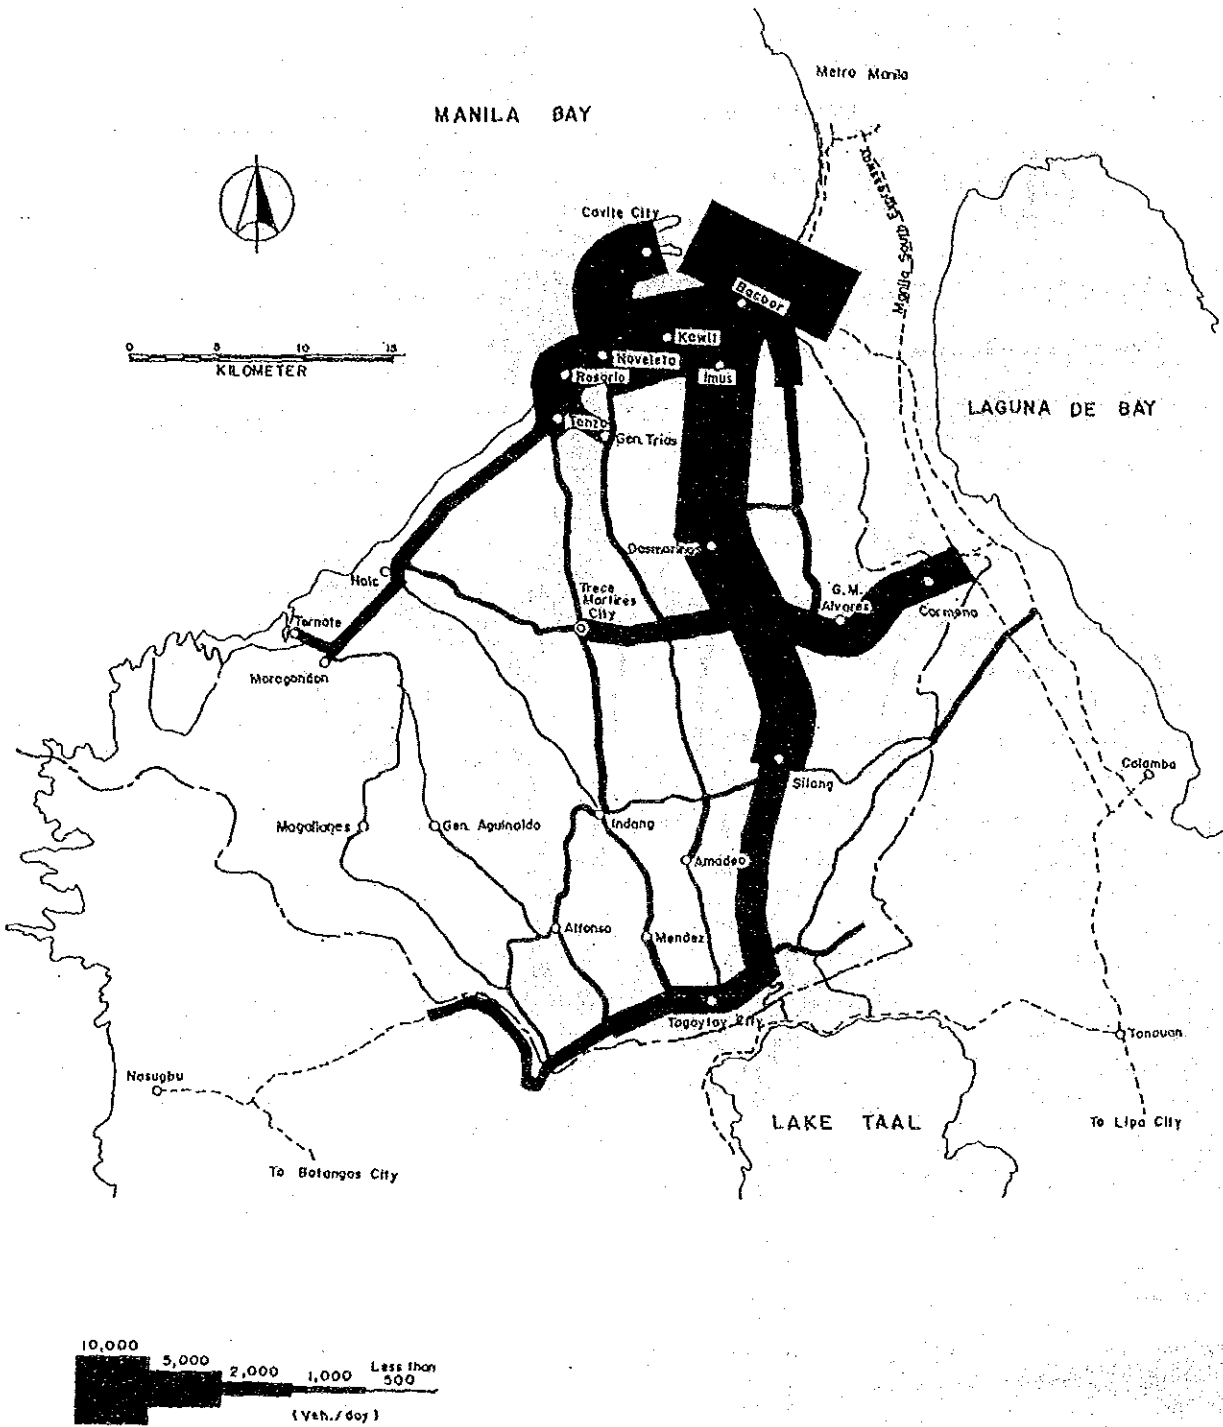 Metro Manila
MANILA BAY
Manila South Expressway
Cavite City
Bacoor
Kawit
Noveleta
Imus
Rosario
0 5 10 15
KILOMETER
LAGUNA DE BAY
Tanza
Gen. Trias
Dasmariñas
Naic
Trece
Martires
City
G.M.
Alvares
Carmona
Ternate
Maragondon
Calamba
Silang
Magallanes
Gen. Aguinaldo
Indang
Amadeo
Alfonso
Mendez
Tagaytay City
Tanauan
Nasugbu
LAKE TAAL
To Lipa City
To Batangas City
10,000
5,000
2,000
1,000
Less than
500
(Veh./day)